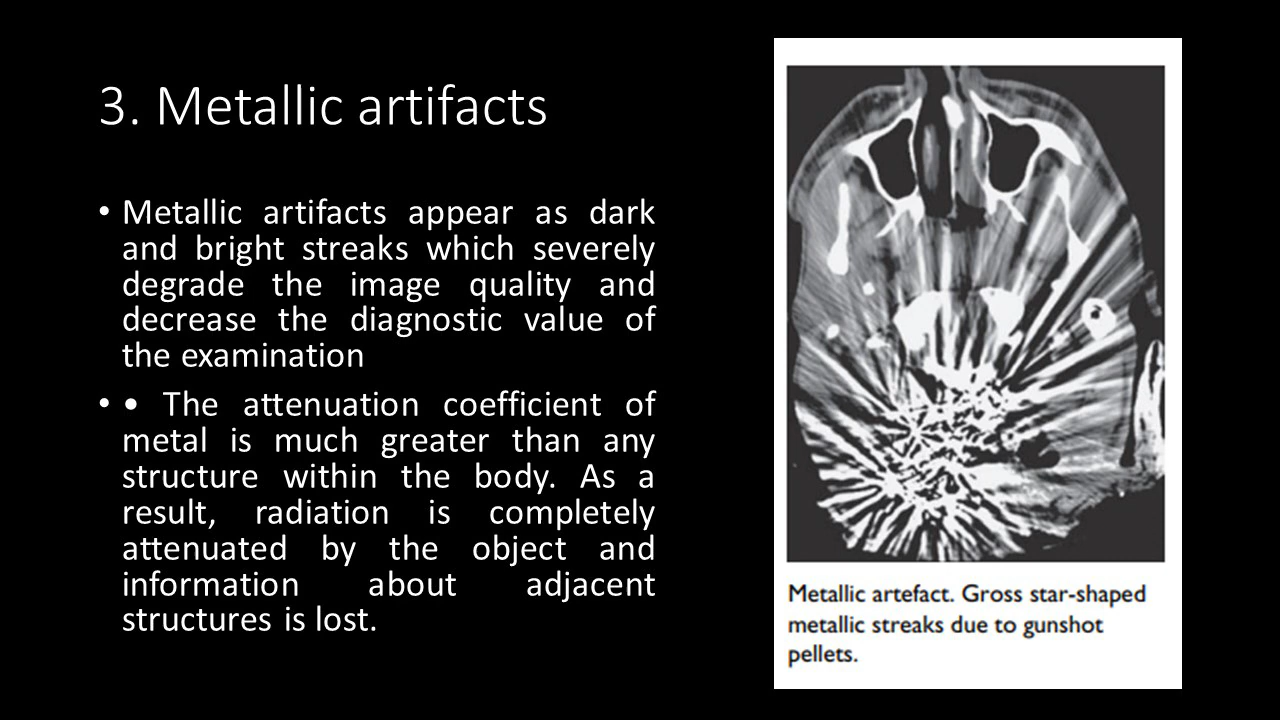 3. Metallic artifacts
• Metallic artifacts appear as dark
and bright streaks which severely
degrade the image quality and
decrease the diagnostic value of
the examination
• • The attenuation coefficient of
metal is much greater than any
structure within the body. As a
result, radiation is completely
attenuated by the object and
information about adjacent
structures is lost.
Metallic artefact. Gross star-shaped
metallic streaks due to gunshot
pellets.